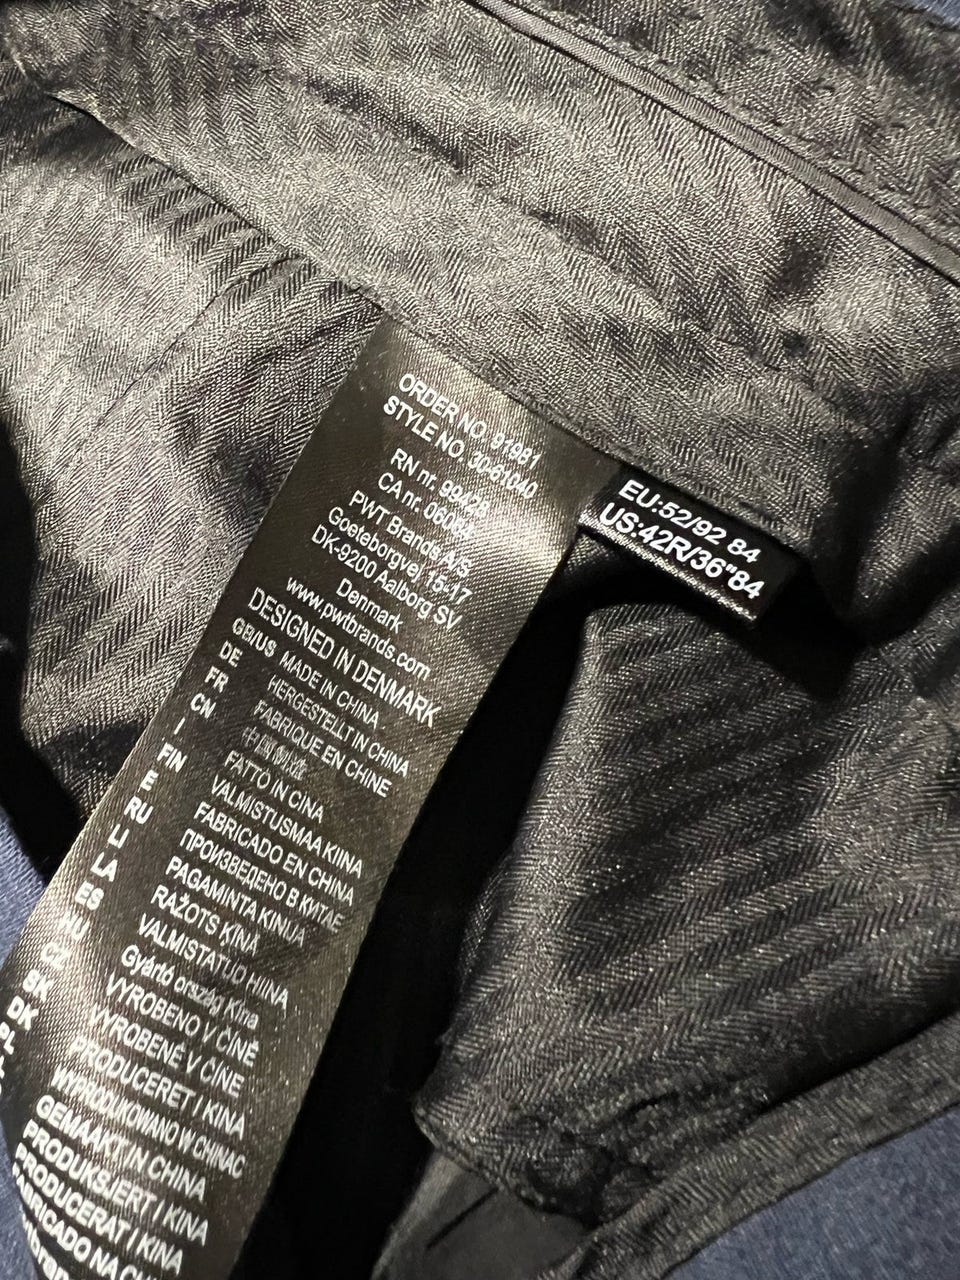 ORDER NO. 91981
STYLE NO. 30-61040
RN nr. 99428
CA nr. 06084
PWT Brands A/S
Goeteborgvej 15-17
DK-9200 Aalborg SV
Denmark
www.pwtbrands.com
DESIGNED IN DENMARK
GB/US MADE IN CHINA
DE HERGESTELLT IN CHINA
FR FABRIQUE EN CHINE
CN 中国制造
I FATTO IN CINA
FIN VALMISTUSMAA KIINA
E FABRICADO EN CHINA
RU ПРОИЗВЕДЕНО В КИТАЕ
LI PAGAMINTA KINIJA
LA RAŽOTS ĶĪNĀ
ES VALMISTATUD HIINA
HU Gyártó ország Kína
CZ VYROBENO V ČÍNĚ
SK VYROBENÉ V ČÍNE
DK PRODUCERET I KINA
PL WYPRODUKOWANO W CHINAC
GEMAAKT IN CHINA
PRODUKSJERT I KINA
PRODUCERAT I KINA
FABRICADO NA
EU:52/92 84
US:42R/36"84